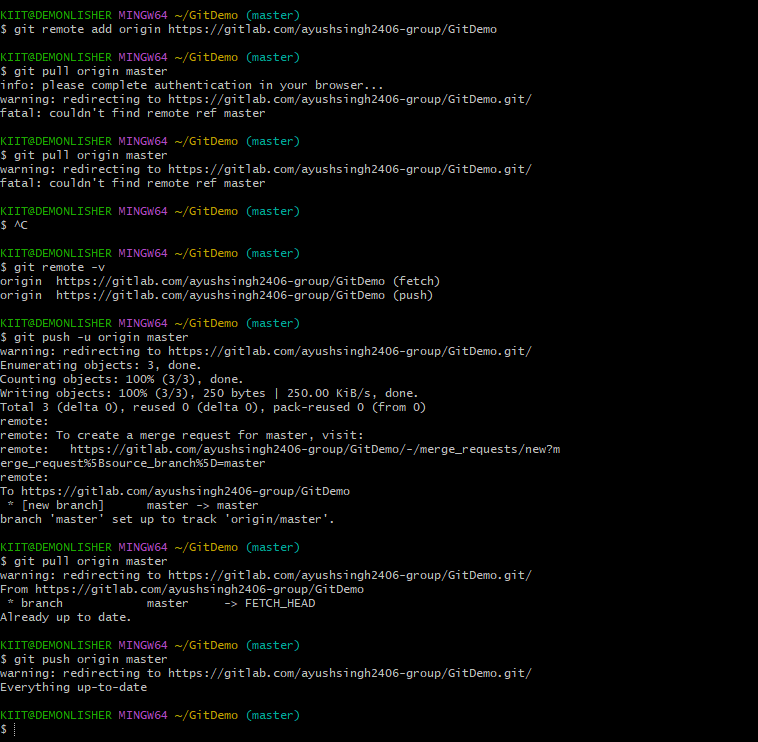 KIIT@DEMONLISHER MINGW64 ~/GitDemo (master)
$ git remote add origin https://gitlab.com/ayushsingh2406-group/GitDemo
KIIT@DEMONLISHER MINGW64 ~/GitDemo (master)
$ git pull origin master
info: please complete authentication in your browser...
warning: redirecting to https://gitlab.com/ayushsingh2406-group/GitDemo.git/
fatal: couldn't find remote ref master
KIIT@DEMONLISHER MINGW64 ~/GitDemo (master)
$ git pull origin master
warning: redirecting to https://gitlab.com/ayushsingh2406-group/GitDemo.git/
fatal: couldn't find remote ref master
KIIT@DEMONLISHER MINGW64 ~/GitDemo (master)
$ ^C
KIIT@DEMONLISHER MINGW64 ~/GitDemo (master)
$ git remote -v
origin  https://gitlab.com/ayushsingh2406-group/GitDemo (fetch)
origin  https://gitlab.com/ayushsingh2406-group/GitDemo (push)
KIIT@DEMONLISHER MINGW64 ~/GitDemo (master)
$ git push -u origin master
warning: redirecting to https://gitlab.com/ayushsingh2406-group/GitDemo.git/
Enumerating objects: 3, done.
Counting objects: 100% (3/3), done.
Writing objects: 100% (3/3), 250 bytes | 250.00 KiB/s, done.
Total 3 (delta 0), reused 0 (delta 0), pack-reused 0 (from 0)
remote:
remote: To create a merge request for master, visit:
remote:   https://gitlab.com/ayushsingh2406-group/GitDemo/-/merge_requests/new?m
erge_request%5Bsource_branch%5D=master
remote:
To https://gitlab.com/ayushsingh2406-group/GitDemo
 * [new branch]      master -> master
branch 'master' set up to track 'origin/master'.
KIIT@DEMONLISHER MINGW64 ~/GitDemo (master)
$ git pull origin master
warning: redirecting to https://gitlab.com/ayushsingh2406-group/GitDemo.git/
From https://gitlab.com/ayushsingh2406-group/GitDemo
 * branch            master     -> FETCH_HEAD
Already up to date.
KIIT@DEMONLISHER MINGW64 ~/GitDemo (master)
$ git push origin master
warning: redirecting to https://gitlab.com/ayushsingh2406-group/GitDemo.git/
Everything up-to-date
KIIT@DEMONLISHER MINGW64 ~/GitDemo (master)
$